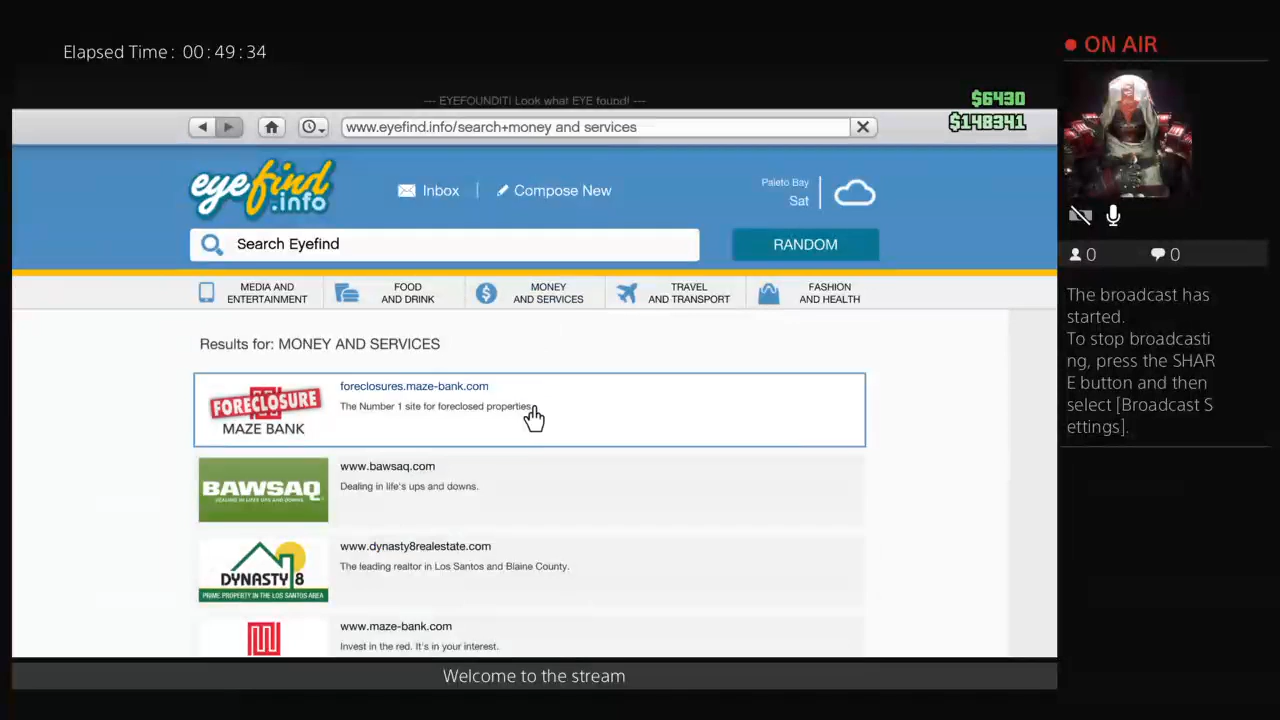 Elapsed Time: 00:49:34
ON AIR
--- EYEFOUNDIT! Look what EYE found! ---
$6430
$148341
www.eyefind.info/search+money and services
eyefind
.info
Inbox
Compose New
Paleto Bay
Sat
Search Eyefind
RANDOM
0
0
MEDIA AND
ENTERTAINMENT
FOOD
AND DRINK
MONEY
AND SERVICES
TRAVEL
AND TRANSPORT
FASHION
AND HEALTH
The broadcast has
started.
To stop broadcasti
ng, press the SHAR
E button and then
select [Broadcast S
ettings].
Results for: MONEY AND SERVICES
FORECLOSURE
MAZE BANK
foreclosures.maze-bank.com
The Number 1 site for foreclosed properties.
BAWSAQ
DEALING IN LIFE'S UPS AND DOWNS
www.bawsaq.com
Dealing in life's ups and downs.
DYNASTY 8
PRIME PROPERTY IN THE LOS SANTOS AREA
www.dynasty8realestate.com
The leading realtor in Los Santos and Blaine County.
www.maze-bank.com
Invest in the red. It's in your interest.
Welcome to the stream